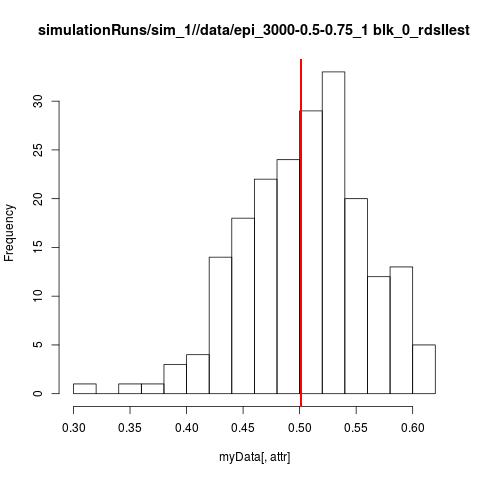 simulationRuns/sim_1//data/epi_3000-0.5-0.75_1 blk_0_rdsllest
Frequency
30
25
20
15
10
5
0
0.30 0.35 0.40 0.45 0.50 0.55 0.60
myData[, attr]